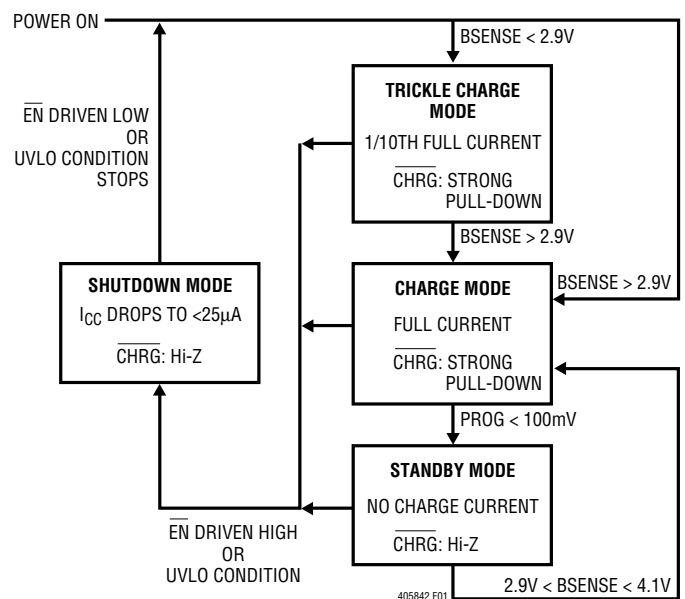 POWER ON
BSENSE < 2.9V
TRICKLE CHARGE
MODE
1/10TH FULL CURRENT
CHRG: STRONG
PULL-DOWN
EN DRIVEN LOW
OR
UVLO CONDITION
STOPS
BSENSE > 2.9V
SHUTDOWN MODE
ICC DROPS TO <25µA
CHRG: Hi-Z
CHARGE MODE
FULL CURRENT
CHRG: STRONG
PULL-DOWN
BSENSE > 2.9V
PROG < 100mV
STANDBY MODE
NO CHARGE CURRENT
CHRG: Hi-Z
EN DRIVEN HIGH
OR
UVLO CONDITION
405842 F01
2.9V < BSENSE < 4.1V